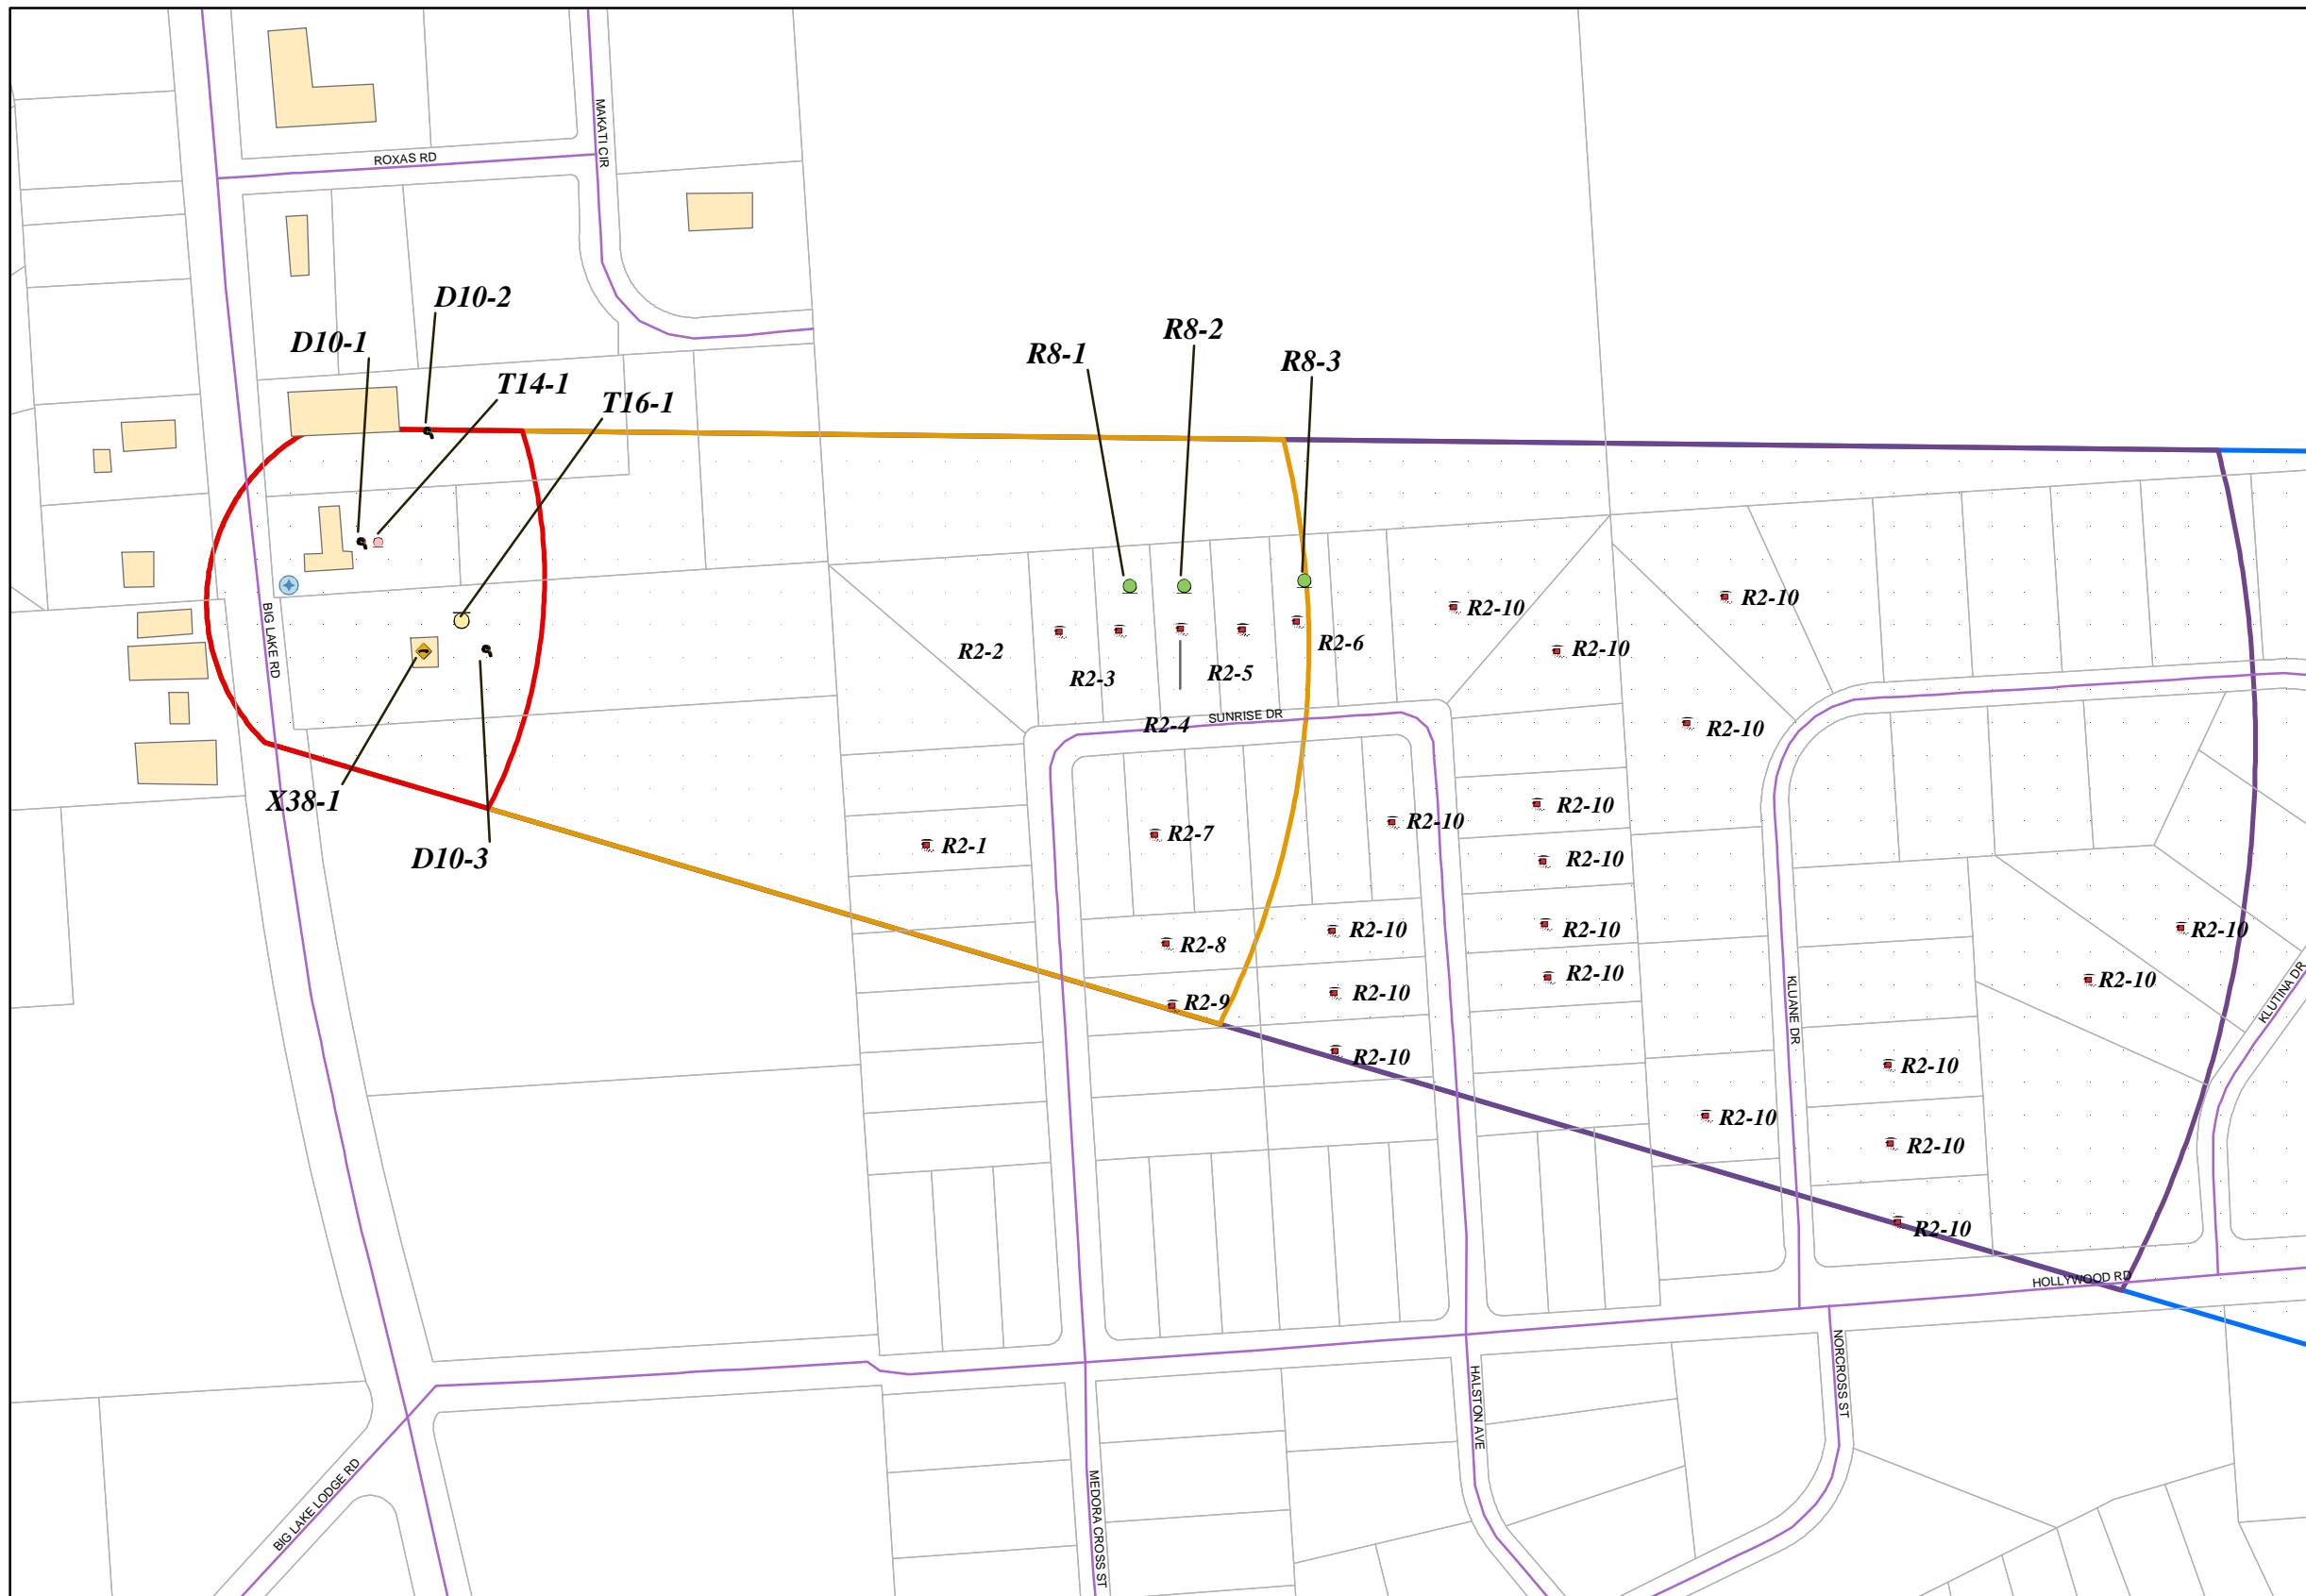 MAKATI CIR
ROXAS RD
D10-2
D10-1
R8-2
R8-1
R8-3
T14-1
T16-1
R2-10
R2-10
BIG LAKE RD
R2-2
R2-6
R2-10
R2-3
R2-5
R2-4
SUNRISE DR
R2-10
X38-1
R2-10
R2-10
R2-7
R2-1
D10-3
R2-10
R2-8
R2-10
R2-10
R2-10
R2-10
R2-10
R2-10
KLUTINA DR
R2-9
R2-10
KLUANE DR
R2-10
R2-10
R2-10
R2-10
R2-10
HOLLYWOOD RD
NORCROSS ST
HALSTON AVE
BIG LAKE LODGE RD
MEDORA CROSS ST